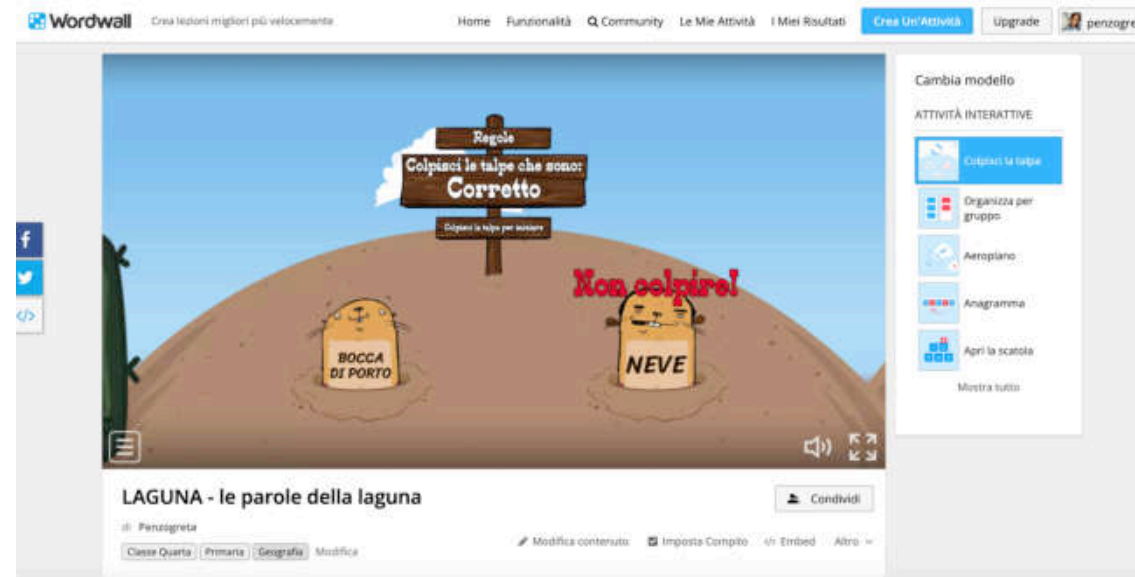 Wordwall Crea lezioni migliori più velocemente Home Funzionalità Community Le Mie Attività I Miei Risultati Crea Un'Attività Upgrade penzogre
Regole
Colpisci le talpe che sono:
Corretto
Colpisci la talpa per iniziare
Non colpire!
BOCCA
DI PORTO
NEVE
Cambia modello
ATTIVITÀ INTERATTIVE
Colpisci la talpa
Organizza per
gruppo
Aeroplano
Anagramma
Apri la scatola
Mostra tutto
LAGUNA - le parole della laguna
Condividi
di Penzogreta
Classe Quarta Primaria Geografia Modifica
Modifica contenuto Imposta Compito Embed Altro